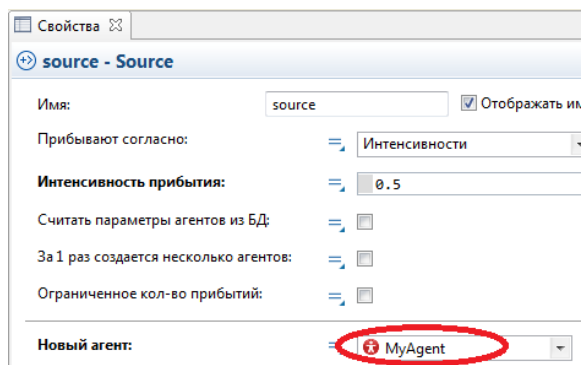 Свойства
source - Source
Имя: source Отображать им
Прибывают согласно: Интенсивности
Интенсивность прибытия: 0.5
Считать параметры агентов из БД:
За 1 раз создается несколько агентов:
Ограниченное кол-во прибытий:
Новый агент: MyAgent